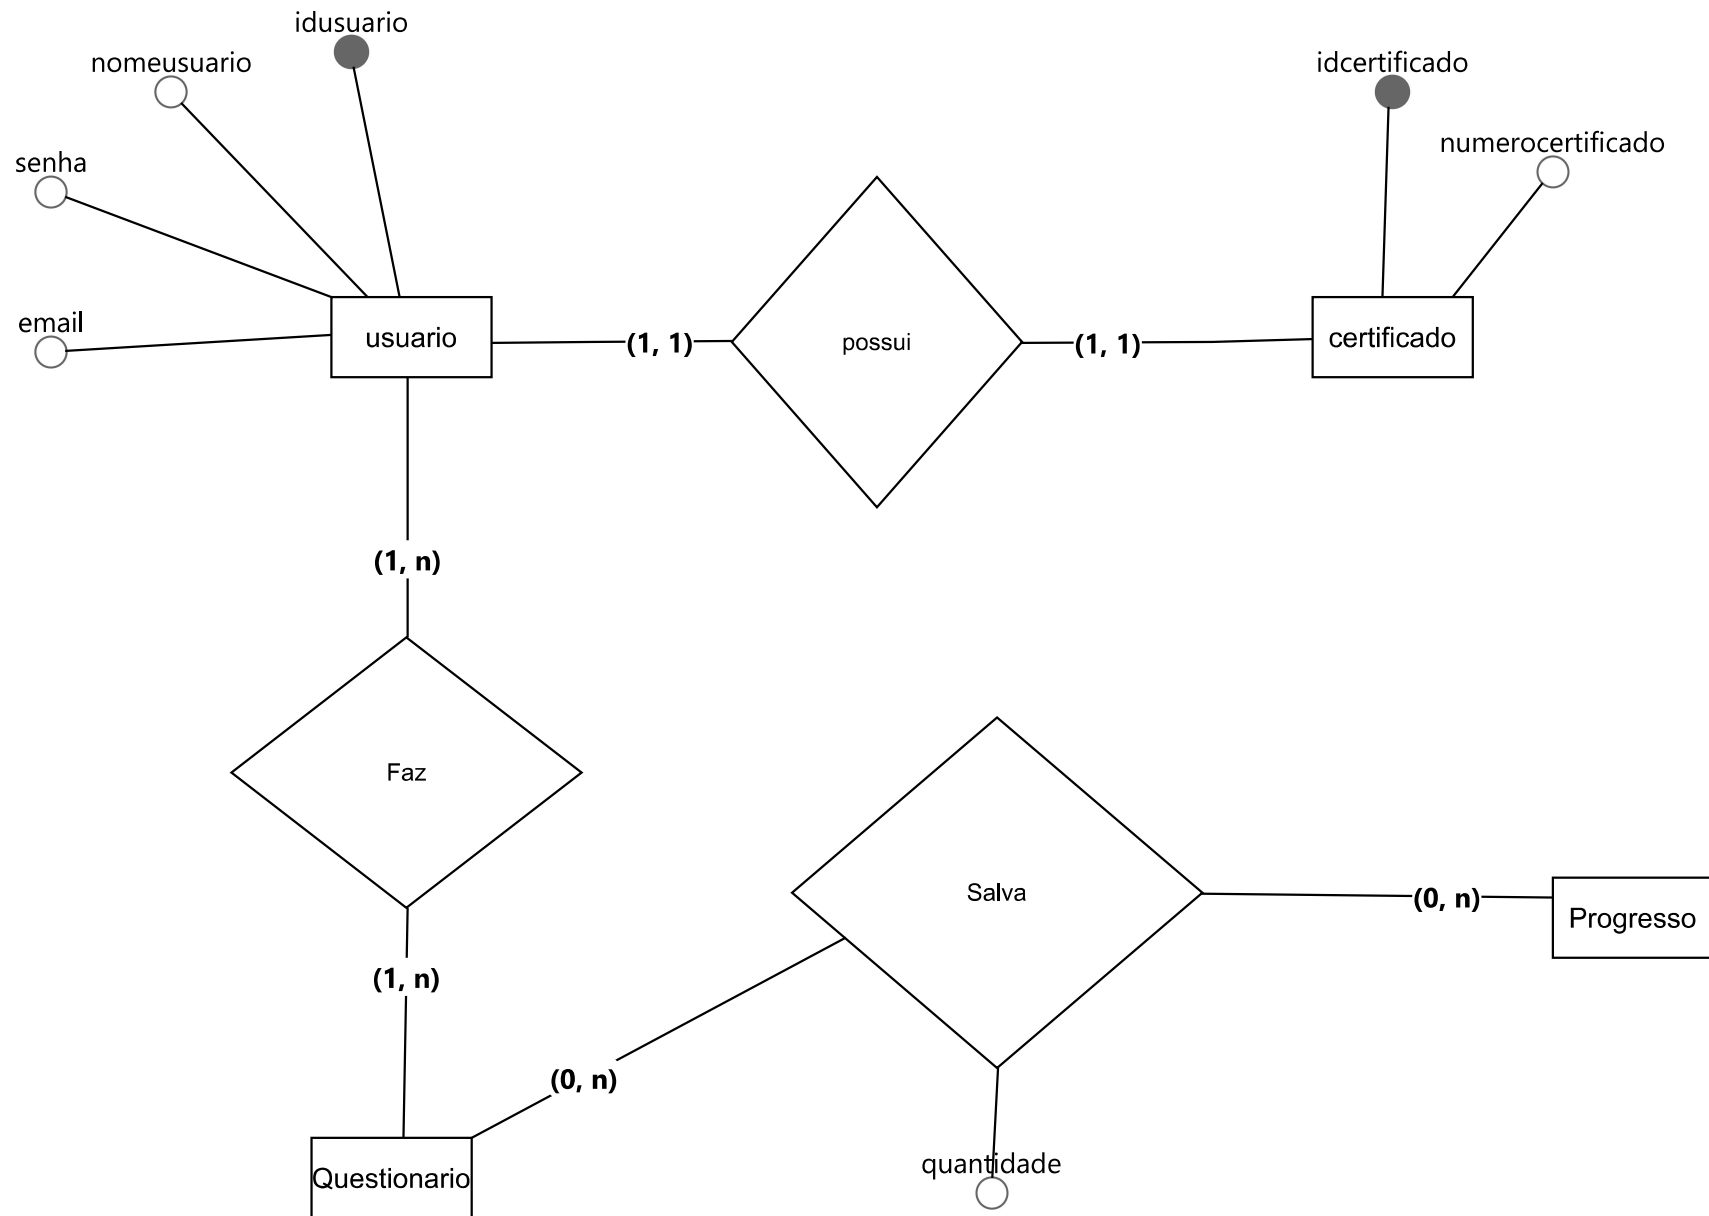 idusuario
nomeusuario
idcertificado
numerocertificado
senha
email
usuario
(1, 1)
possui
(1, 1)
certificado
(1, n)
Faz
Salva
(0, n)
Progresso
(1, n)
(0, n)
quantidade
Questionario